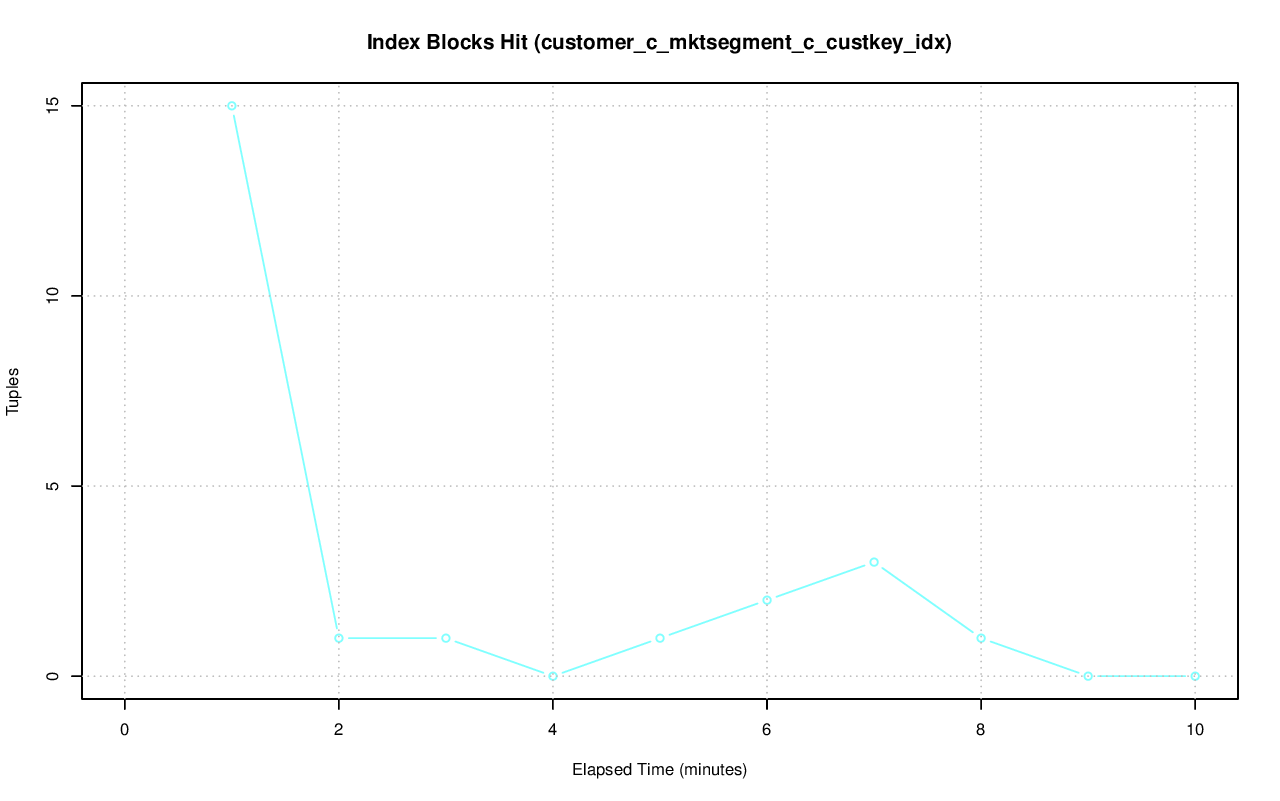 Index Blocks Hit (customer_c_mktsegment_c_custkey_idx)
15
10
5
0
Tuples
0 2 4 6 8 10
Elapsed Time (minutes)